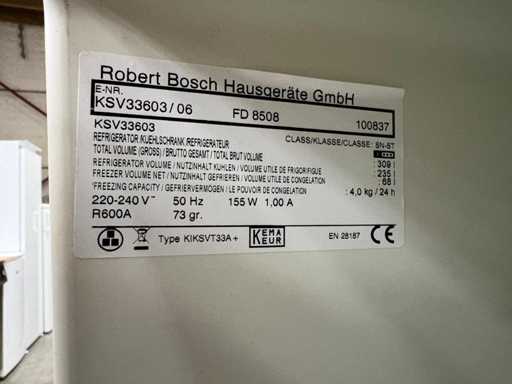 Robert Bosch Hausgeräte GmbH
E-NR.
KSV33603 / 06 FD 8508 100837
KSV33603
REFRIGERATOR/KUEHLSCHRANK/REFRIGERATEUR CLASS/KLASSE/CLASSE: SN-ST
TOTAL VOLUME (GROSS) / BRUTTO GESAMT / TOTAL BRUT VOLUME : 309 l
REFRIGERATOR VOLUME / NUTZINHALT KUHLEN / VOLUME UTILE DE FRIGORIFIQUE : 235 l
FREEZER VOLUME NET / NUTZINHALT GEFRIEREN / VOLUME UTILE DE CONGELATION : 68 l
FREEZING CAPACITY / GEFRIERVERMÖGEN / LE POUVOIR DE CONGELATION : 4,0 kg / 24 h
220-240 V~ 50 Hz 155 W 1,00 A
R600A 73 gr.
Type KIKSVT33A+ KEMA EUR EN 28187 CE